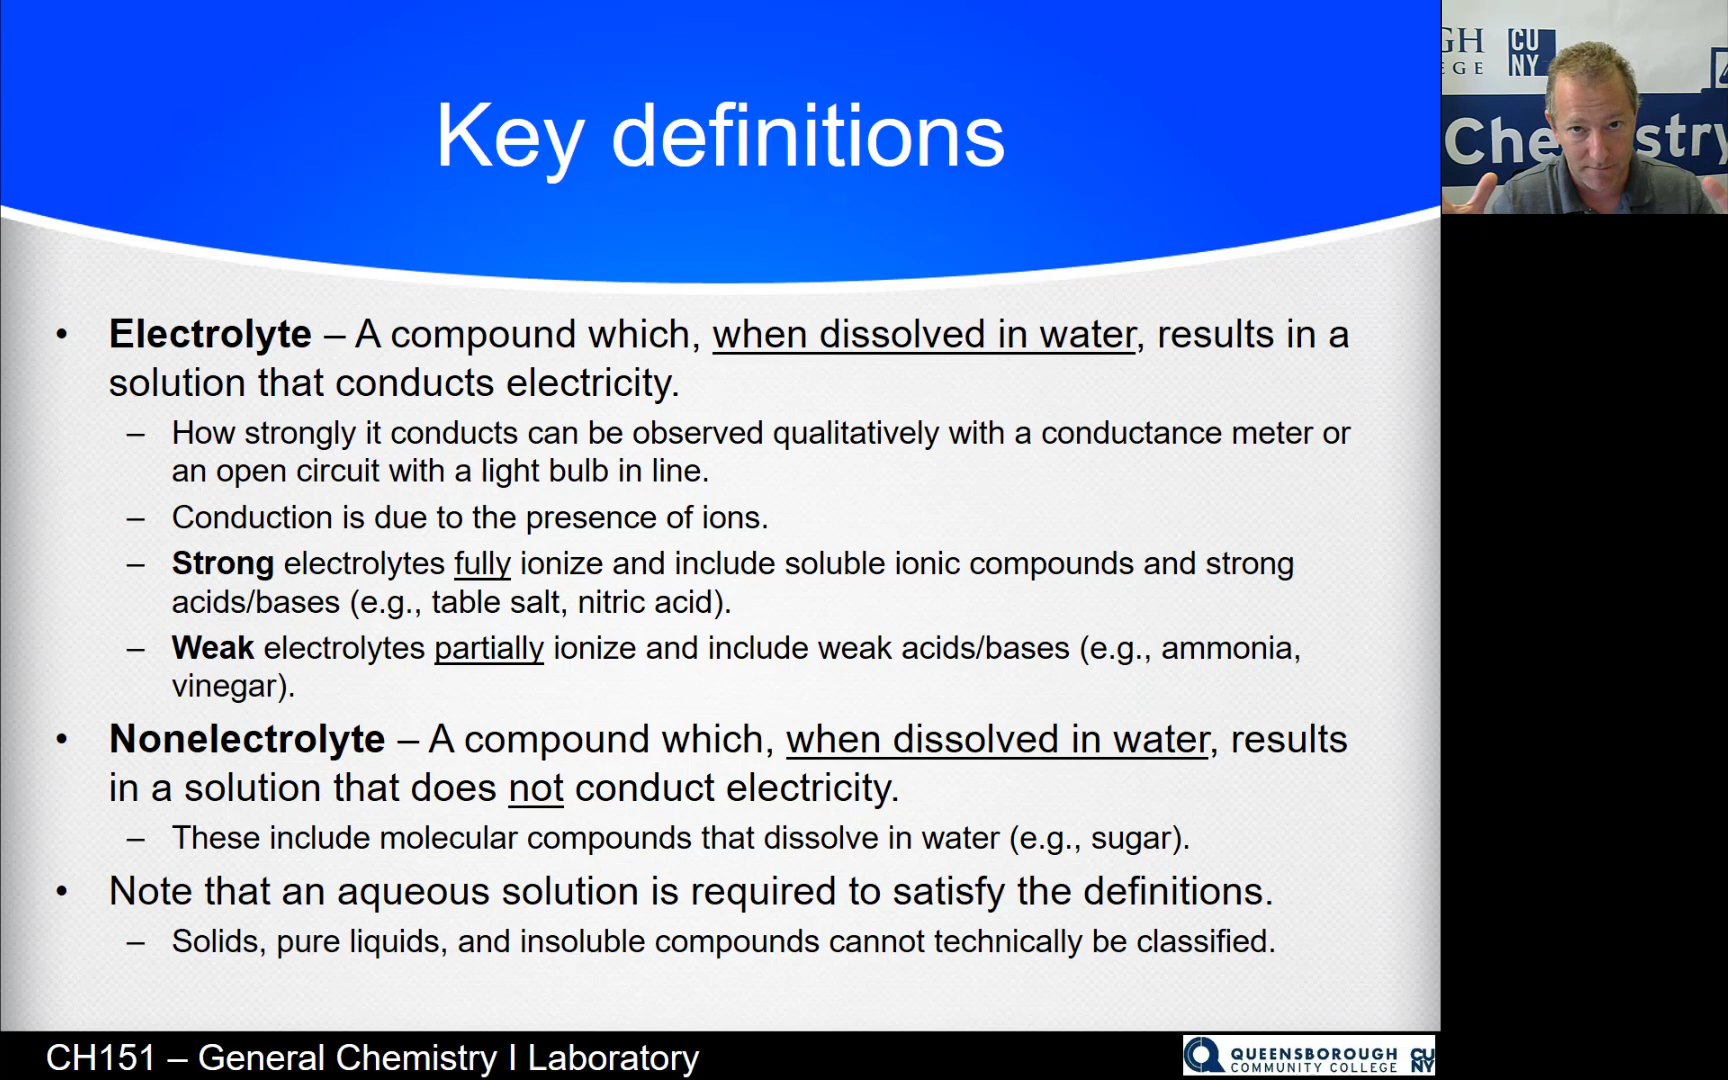 Key definitions
• Electrolyte – A compound which, when dissolved in water, results in a
solution that conducts electricity.
– How strongly it conducts can be observed qualitatively with a conductance meter or
an open circuit with a light bulb in line.
– Conduction is due to the presence of ions.
– Strong electrolytes fully ionize and include soluble ionic compounds and strong
acids/bases (e.g., table salt, nitric acid).
– Weak electrolytes partially ionize and include weak acids/bases (e.g., ammonia,
vinegar).
• Nonelectrolyte – A compound which, when dissolved in water, results
in a solution that does not conduct electricity.
– These include molecular compounds that dissolve in water (e.g., sugar).
• Note that an aqueous solution is required to satisfy the definitions.
– Solids, pure liquids, and insoluble compounds cannot technically be classified.
CH151 – General Chemistry I Laboratory
QUEENSBOROUGH
COMMUNITY COLLEGE
CU
NY
GH
EGE
CU
NY
Che stry